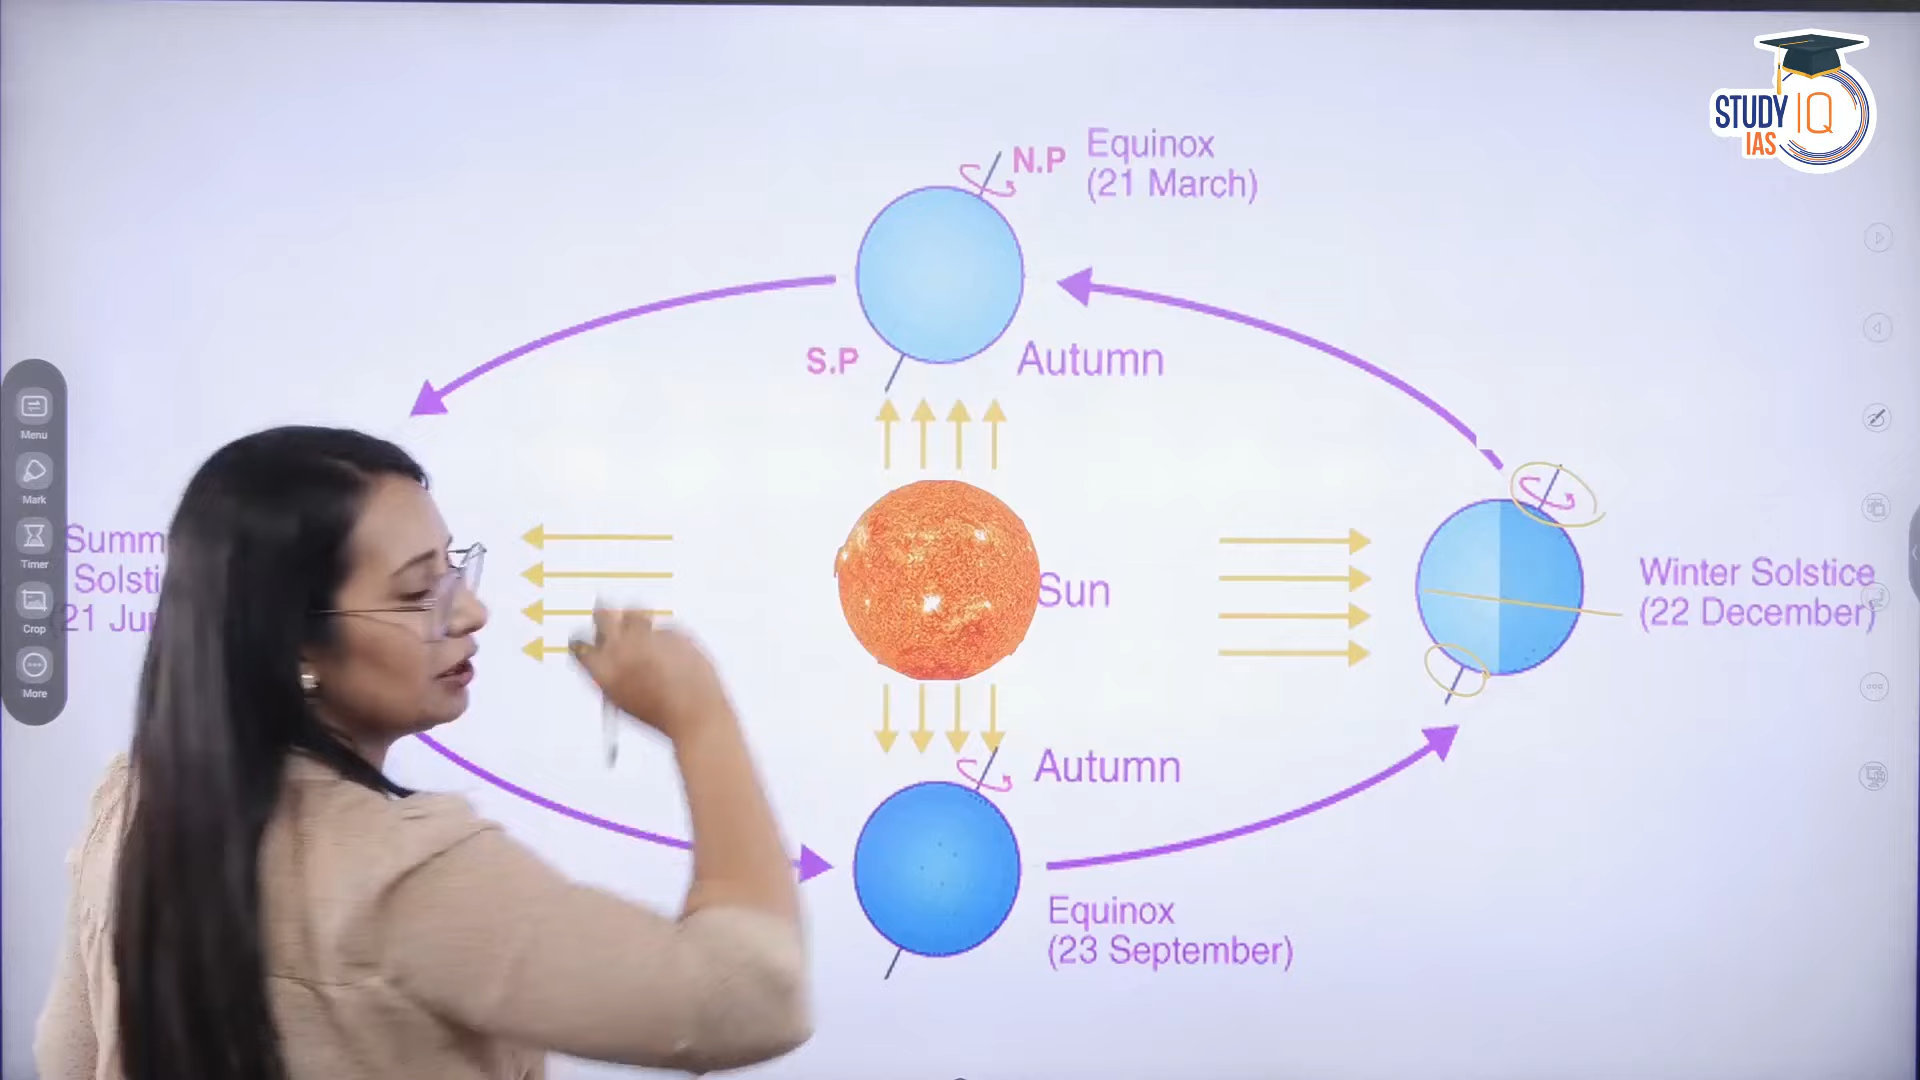 STUDY IQ
IAS
N.P
Equinox
(21 March)
S.P
Autumn
Menu
Mark
Timer
Crop
More
Summ
Solsti
21 Ju
Sun
Winter Solstice
(22 December)
Autumn
Equinox
(23 September)